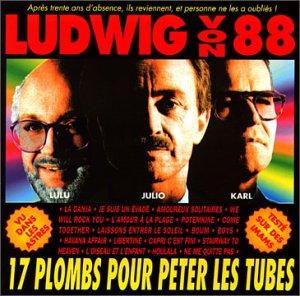 Après trente ans d'absence, ils reviennent, et personne ne les a oubliés !
LUDWIG VON 88
LULU
JULIO
KARL
VU
DANS LES
ASTRES
• LA DANIA • JE SUIS UN ÉVADÉ • AMOUREUX SOLITAIRES • WE
WILL ROCK YOU • L'AMOUR À LA PLAGE • POTEMKINE • COME
TOGETHER • LAISSONS ENTRER LE SOLEIL • BOUM • BOYS •
HAVANA AFFAIR • LIBERTINE • CAPRI C'EST FINI • STAIRWAY TO
HEAVEN • L'OISEAU ET L'ENFANT • HOULALA • NE ME QUITTE PAS •
TESTÉ
SUR DES
IMAMS
17 PLOMBS POUR PETER LES TUBES